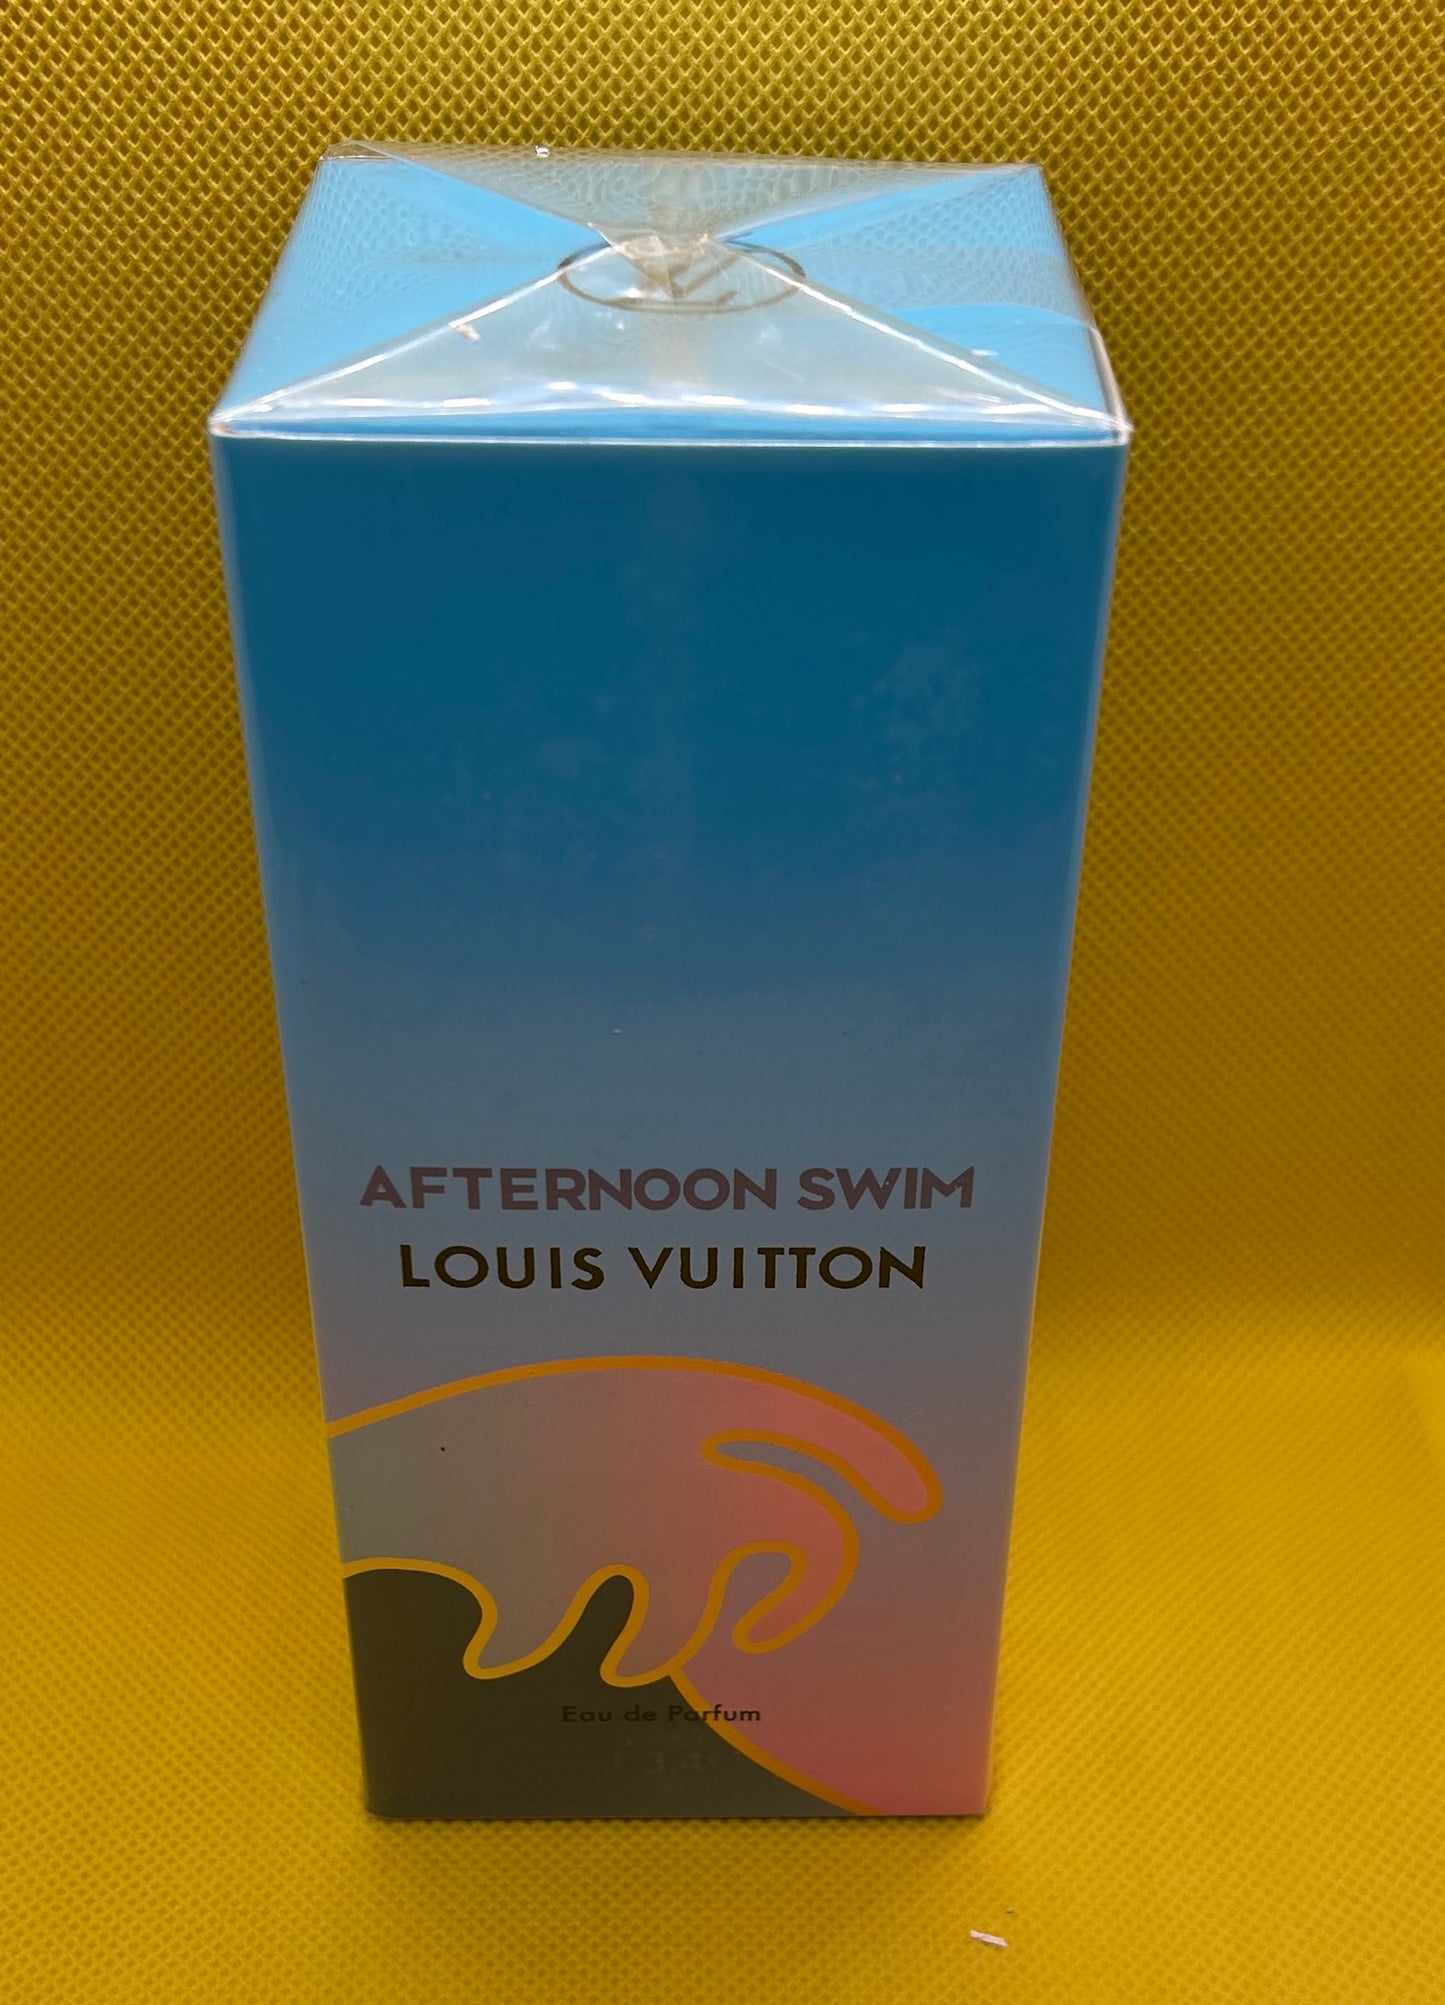 AFTERNOON SWIM
LOUIS VUITTON
Eau de Parfum